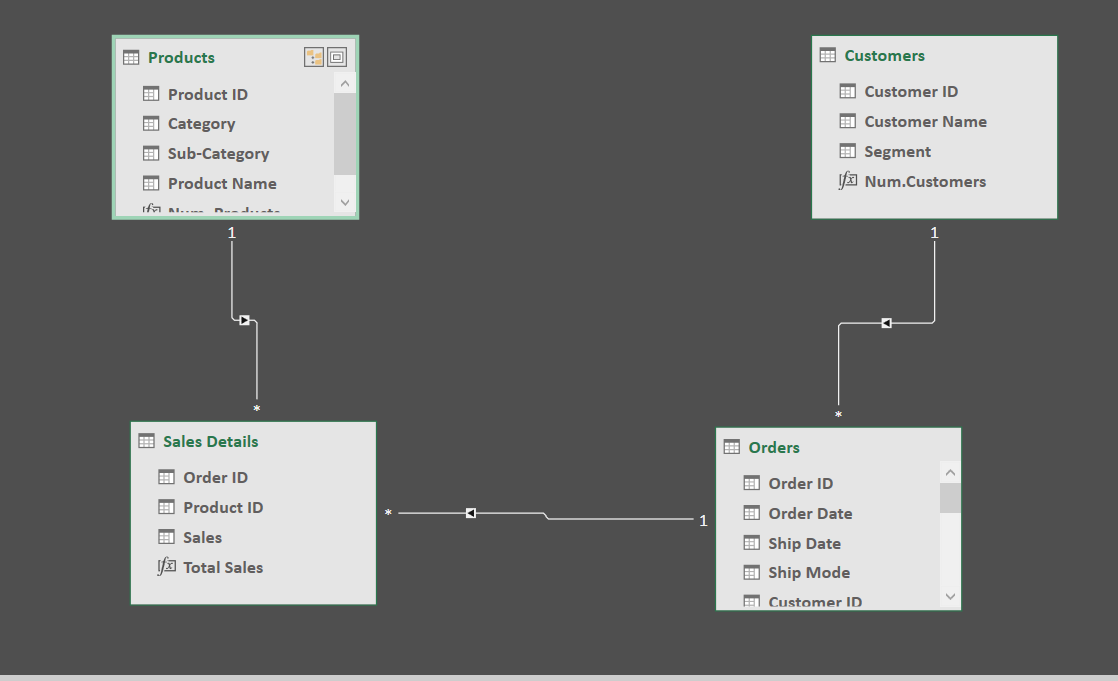 Products
Product ID
Category
Sub-Category
Product Name
Num. Products
1
*
Customers
Customer ID
Customer Name
Segment
Num.Customers
1
*
Sales Details
Order ID
Product ID
Sales
Total Sales
*
1
Orders
Order ID
Order Date
Ship Date
Ship Mode
Customer ID